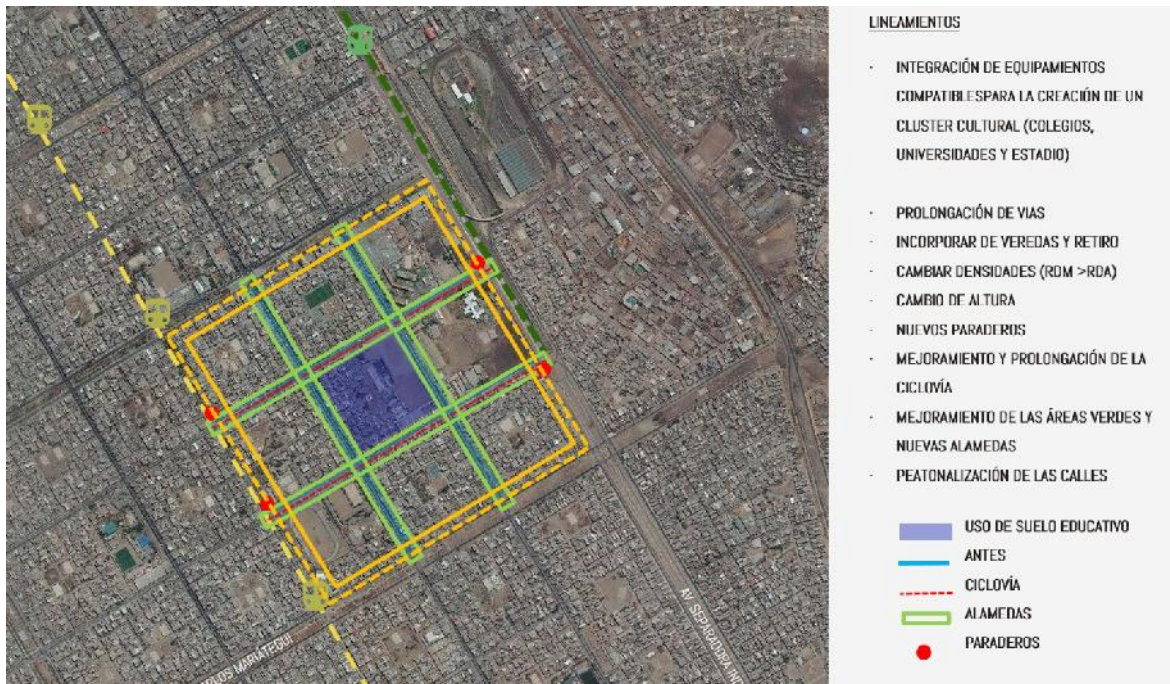 LINEAMIENTOS
· INTEGRACIÓN DE EQUIPAMIENTOS
COMPATIBLESPARA LA CREACIÓN DE UN
CLUSTER CULTURAL (COLEGIOS,
UNIVERSIDADES Y ESTADIO)
· PROLONGACIÓN DE VIAS
· INCORPORAR DE VEREDAS Y RETIRO
· CAMBIAR DENSIDADES (RDM >RDA)
· CAMBIO DE ALTURA
· NUEVOS PARADEROS
· MEJORAMIENTO Y PROLONGACIÓN DE LA
CICLOVÍA
· MEJORAMIENTO DE LAS ÁREAS VERDES Y
NUEVAS ALAMEDAS
· PEATONALIZACIÓN DE LAS CALLES
USO DE SUELO EDUCATIVO
ANTES
CICLOVÍA
ALAMEDAS
PARADEROS
MARIÁTEGUI
AV SEPARADORA